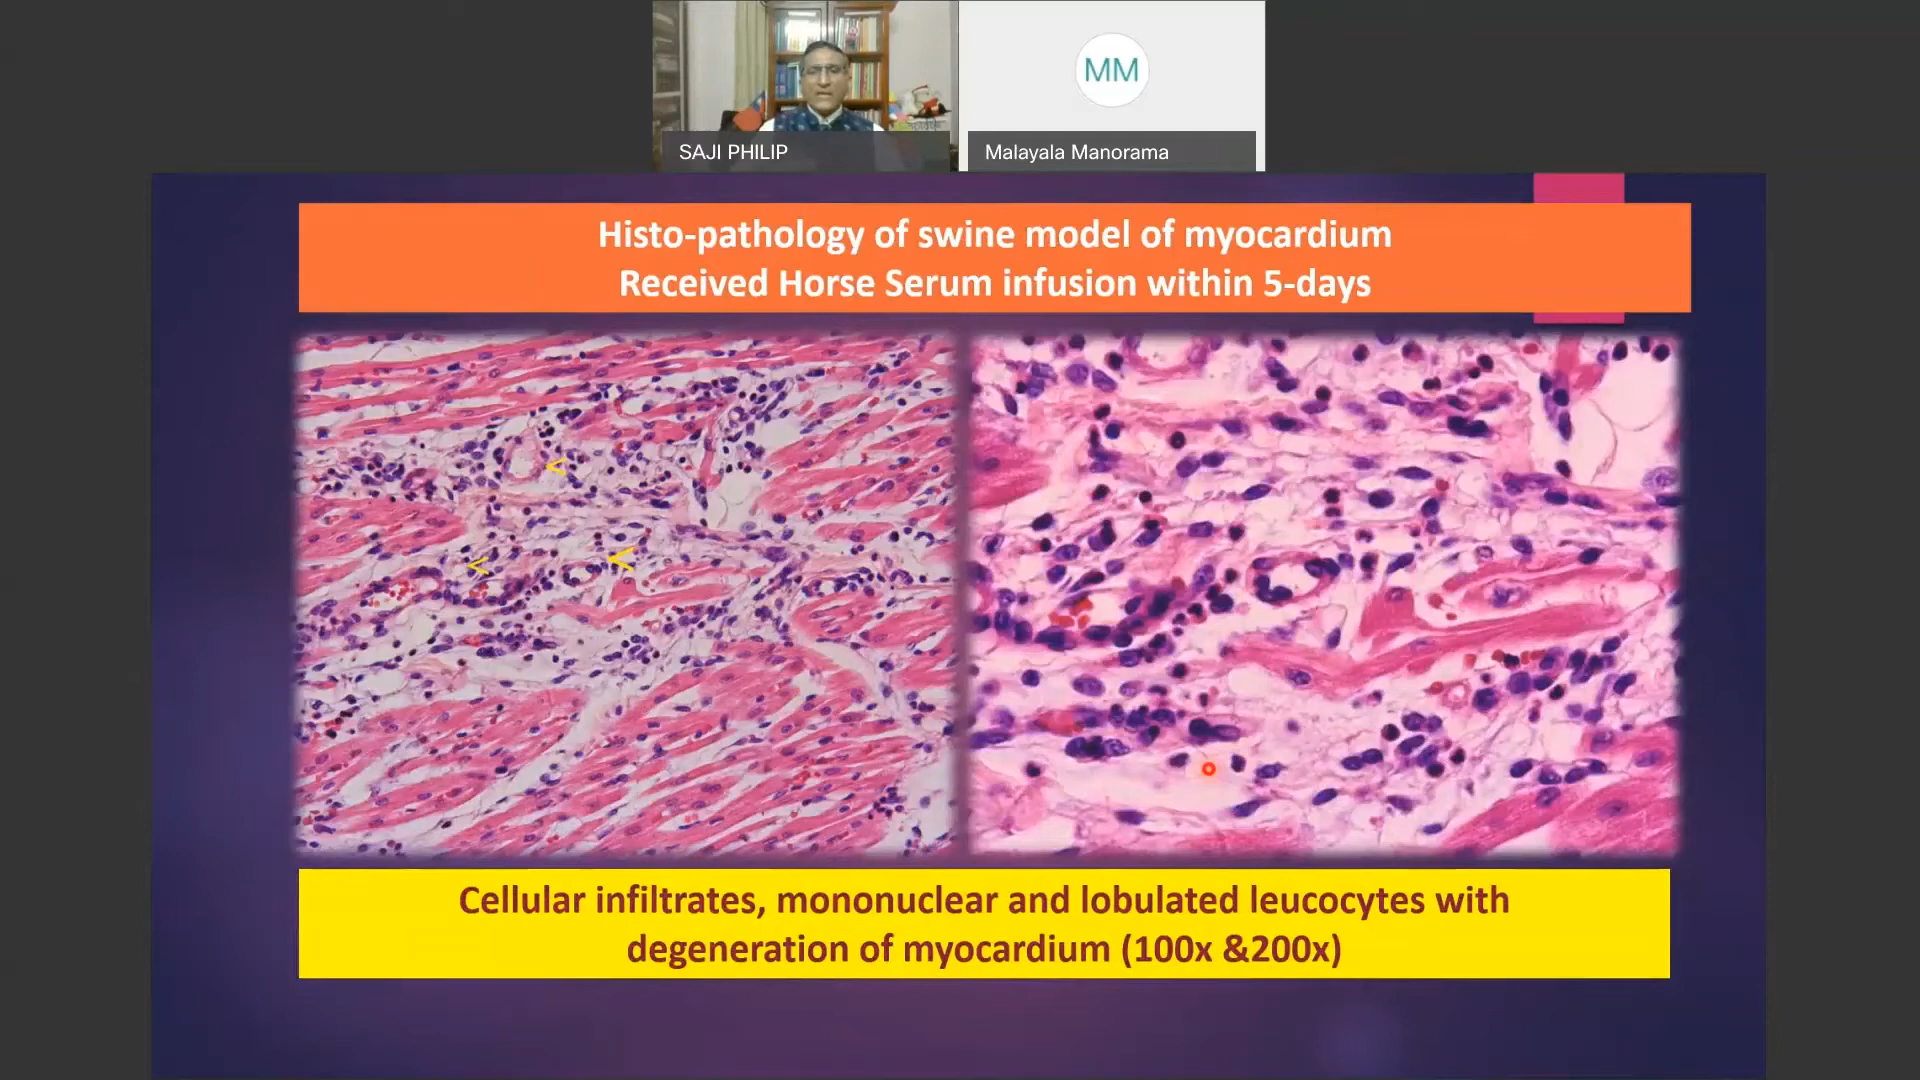 MM
SAJI PHILIP
Malayala Manorama
Histo-pathology of swine model of myocardium
Received Horse Serum infusion within 5-days
Cellular infiltrates, mononuclear and lobulated leucocytes with
degeneration of myocardium (100x &200x)